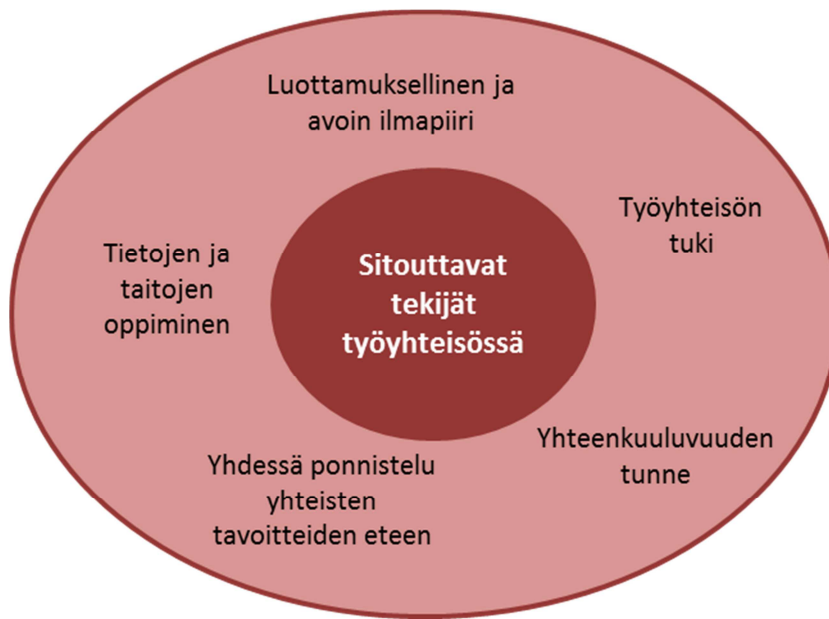 Luottamuksellinen ja
avoin ilmapiiri
Työyhteisön
tuki
Tietojen ja
taitojen
oppiminen
Sitouttavat
tekijät
työyhteisössä
Yhteenkuuluvuuden
tunne
Yhdessä ponnistelu
yhteisten
tavoitteiden eteen